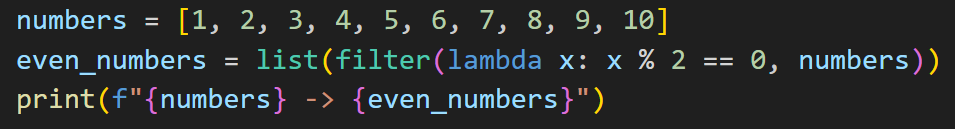 numbers = [1, 2, 3, 4, 5, 6, 7, 8, 9, 10]
even_numbers = list(filter(lambda x: x % 2 == 0, numbers))
print(f"{numbers} -> {even_numbers}")